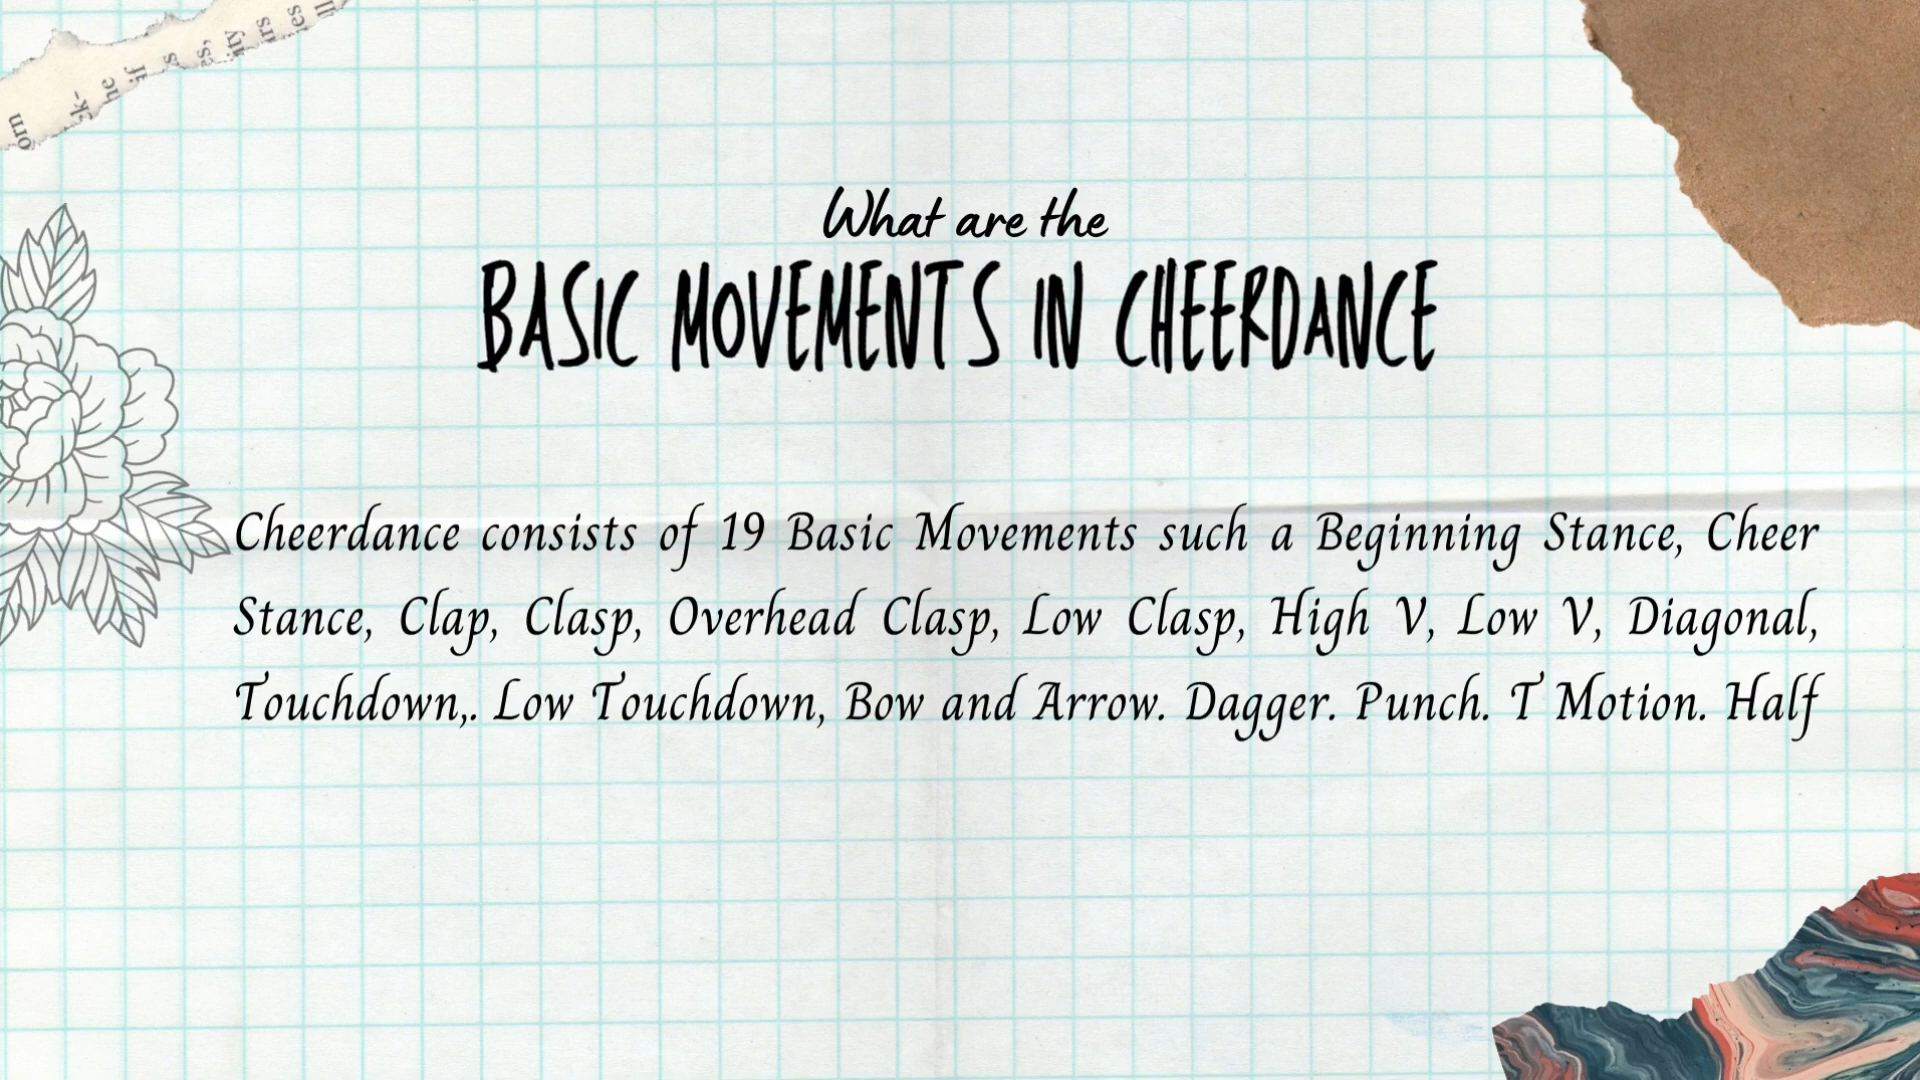 What are the
BASIC MOVEMENTS IN CHEERDANCE
Cheerdance consists of 19 Basic Movements such a Beginning Stance, Cheer
Stance, Clap, Clasp, Overhead Clasp, Low Clasp, High V, Low V, Diagonal,
Touchdown,. Low Touchdown, Bow and Arrow. Dagger. Punch. T Motion. Half